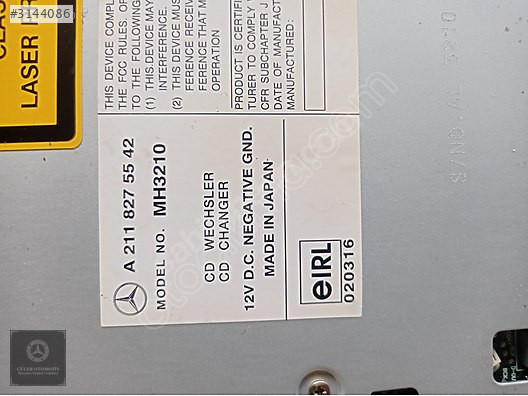 #3144086
CLAS
LASER PR
THIS DEVICE COMPL
THE FCC RULES. OF
TO THE FOLLOWING
(1) THIS DEVICE MAY
INTERFERENCE.
(2) THIS DEVICE MUS
FERENCE RECEIV
FERENCE THAT M
OPERATION
PRODUCT IS CERTIFI
TURER TO COMPLY
CFR SUBCHAPTER J
DATE OF MANUFACT
MANUFACTURED:
A 211 827 55 42
MODEL NO. MH3210
CD WECHSLER
CD CHANGER
12V D.C. NEGATIVE GND.
MADE IN JAPAN
eIRL
020316